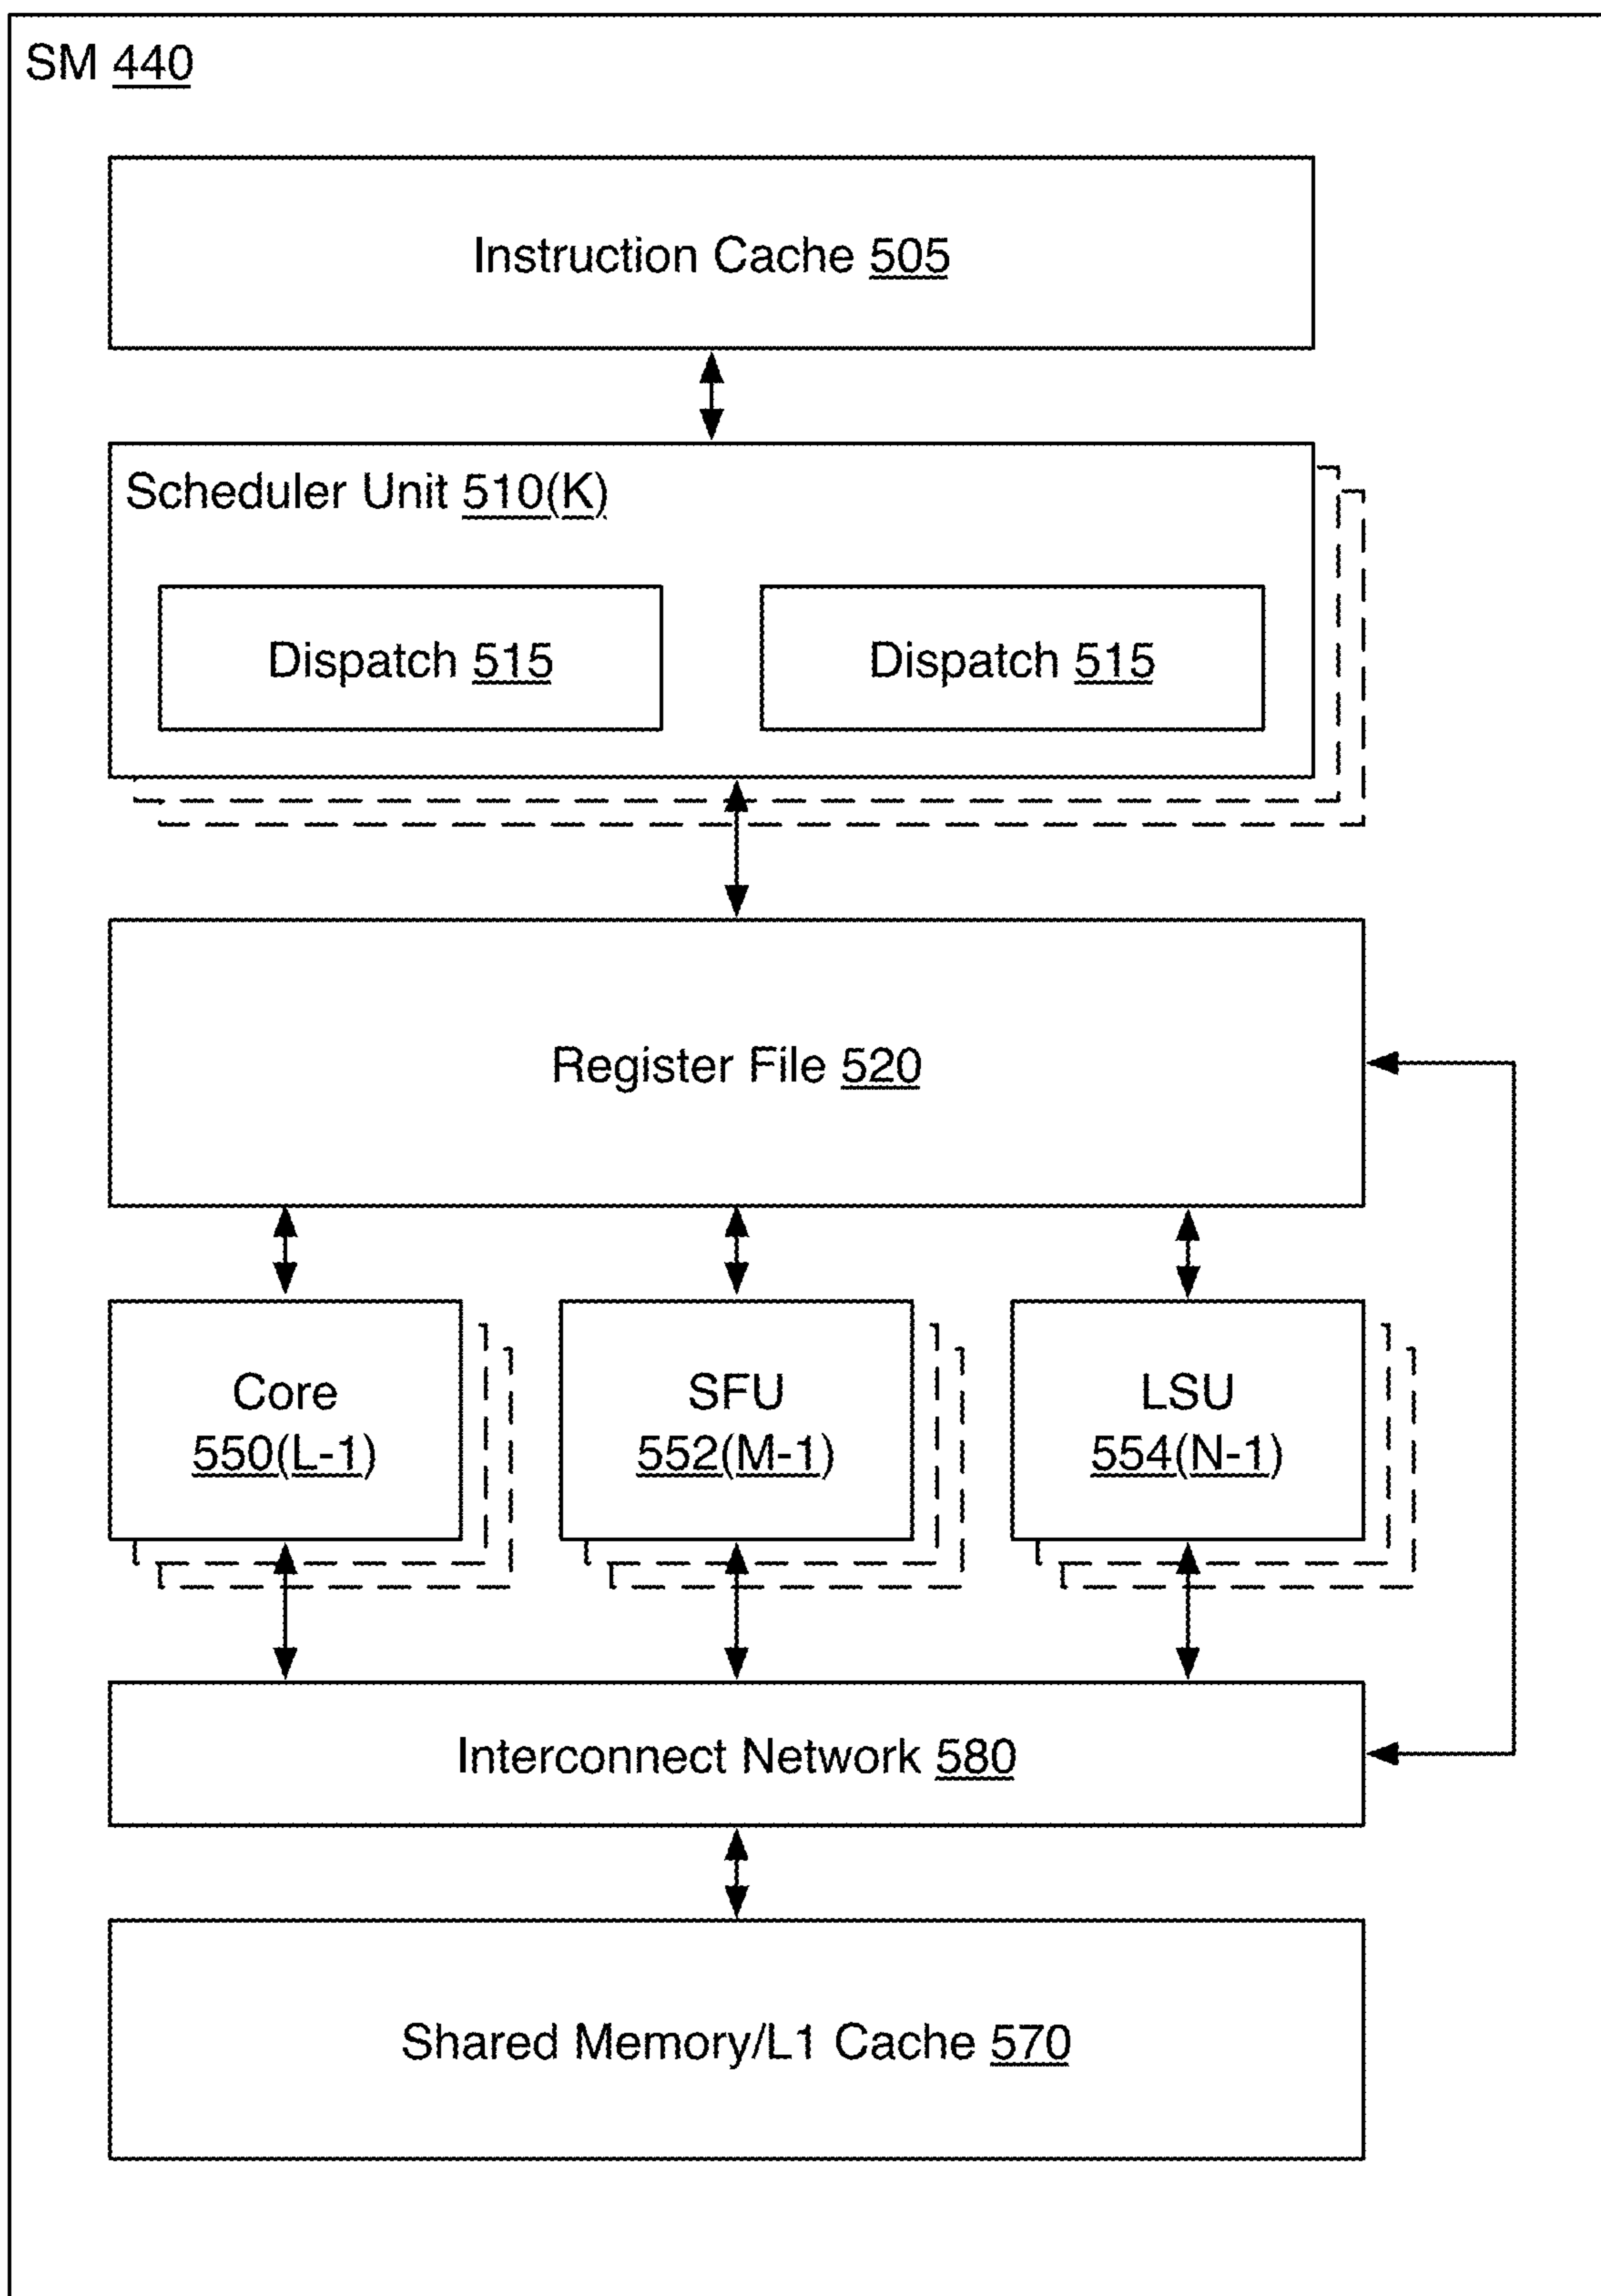 SM 440
Instruction Cache 505
Scheduler Unit 510(K)
Dispatch 515
Dispatch 515
Register File 520
Core
550(L-1)
SFU
552(M-1)
LSU
554(N-1)
Interconnect Network 580
Shared Memory/L1 Cache 570